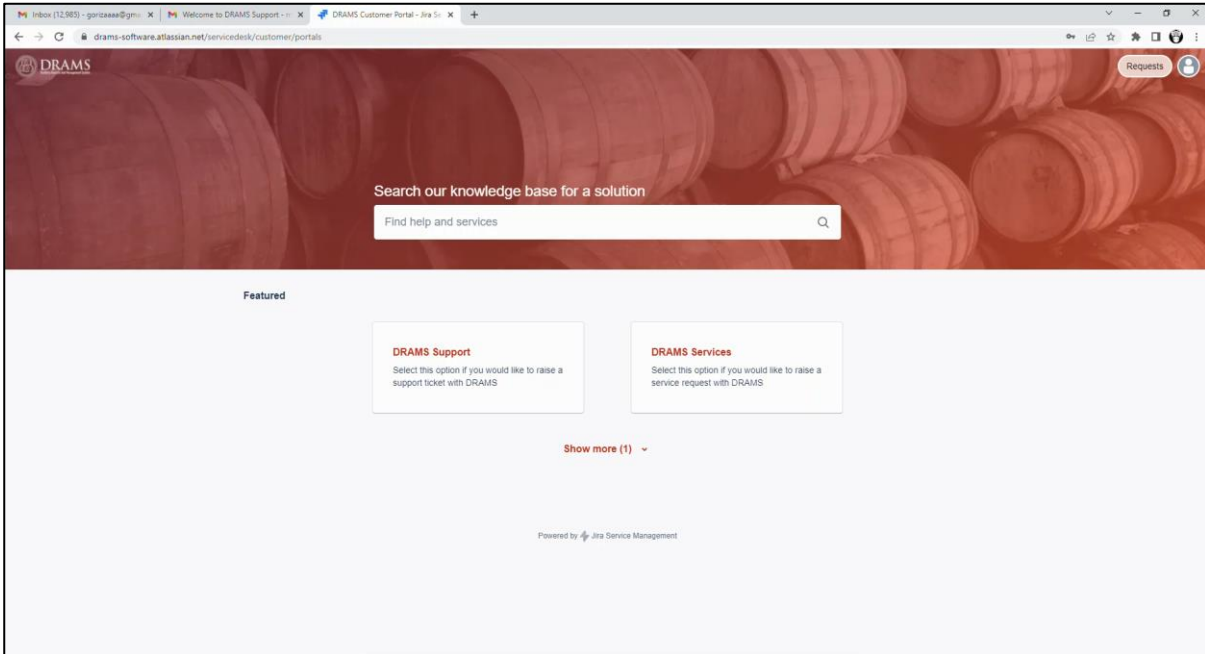 Inbox (12,985) - gorizaaaa@gma
Welcome to DRAMS Support - n
DRAMS Customer Portal - Jira Se
drams-software.atlassian.net/servicedesk/customer/portals
DRAMS
Requests
Search our knowledge base for a solution
Find help and services
Featured
DRAMS Support
Select this option if you would like to raise a
support ticket with DRAMS
DRAMS Services
Select this option if you would like to raise a
service request with DRAMS
Show more (1)
Powered by Jira Service Management